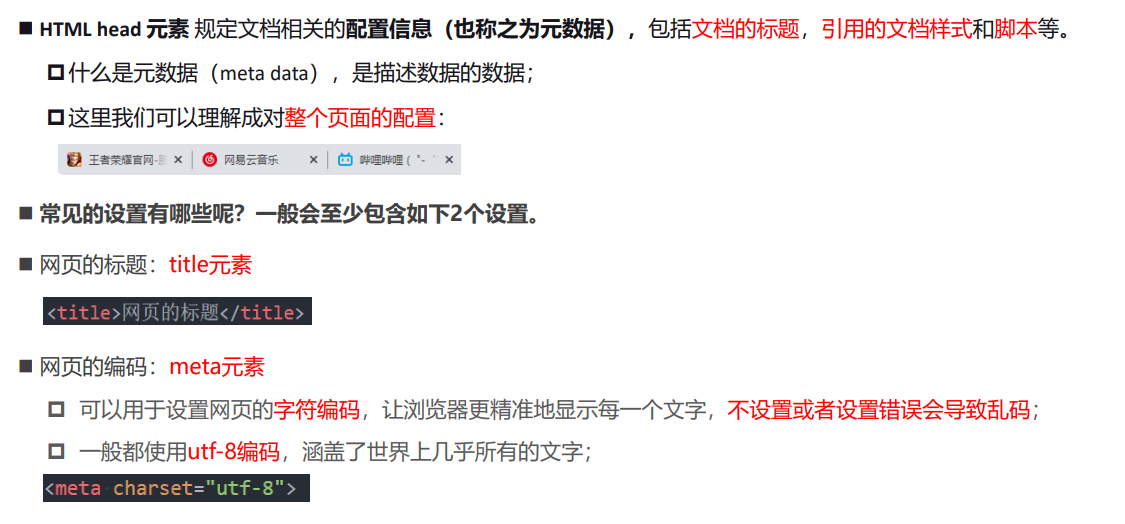 HTML head 元素 规定文档相关的配置信息（也称之为元数据），包括文档的标题，引用的文档样式和脚本等。
什么是元数据（meta data），是描述数据的数据；
这里我们可以理解成对整个页面的配置：
王者荣耀官网- 网易云音乐 哔哩哔哩 ( ゜-
常见的设置有哪些呢？一般会至少包含如下2个设置。
网页的标题：title元素
<title>网页的标题</title>
网页的编码：meta元素
可以用于设置网页的字符编码，让浏览器更精准地显示每一个文字，不设置或者设置错误会导致乱码；
一般都使用utf-8编码，涵盖了世界上几乎所有的文字；
<meta charset="utf-8">